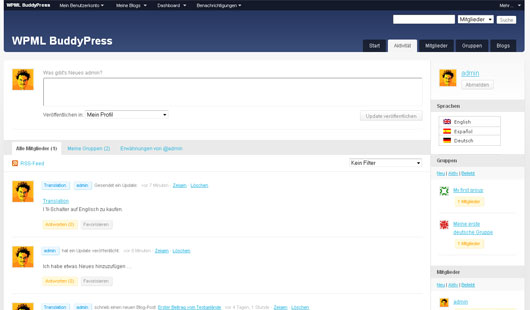 WPML BuddyPress Mein Benutzerkonto Meine Blogs Dashboard Benachrichtigungen Mehr...
Mitglieder Suche
WPML BuddyPress
Start Aktivität Mitglieder Gruppen Blogs
Was gibt's Neues admin?
Veröffentlichen in: Mein Profil
Update veröffentlichen
admin
Abmelden
Sprachen
English
Español
Deutsch
Alle Mitglieder (1) Meine Gruppen (2) Erwähnungen von @admin
RSS-Feed
Kein Filter
Translation admin Gesendet ein Update. vor 7 Minuten Zeigen Löschen
Translation
Schalter auf Englisch zu kaufen.
Antworten (0) Favorisieren
admin hat ein Update veröffentlicht vor 8 Minuten Zeigen Löschen
Ich habe etwas Neues hinzuzufügen ...
Antworten (0) Favorisieren
Translation admin schrieb einen neuen Blog-Post: Erster Beitrag vom vor 4 Tagen, 1 Stunde Zeigen Löschen
Gruppen
Neu | Aktiv | Beliebt
My first group
1 Mitglieder
Meine erste
deutsche Gruppe
1 Mitglieder
Mitglieder
Neu | Aktiv | Beliebt
admin